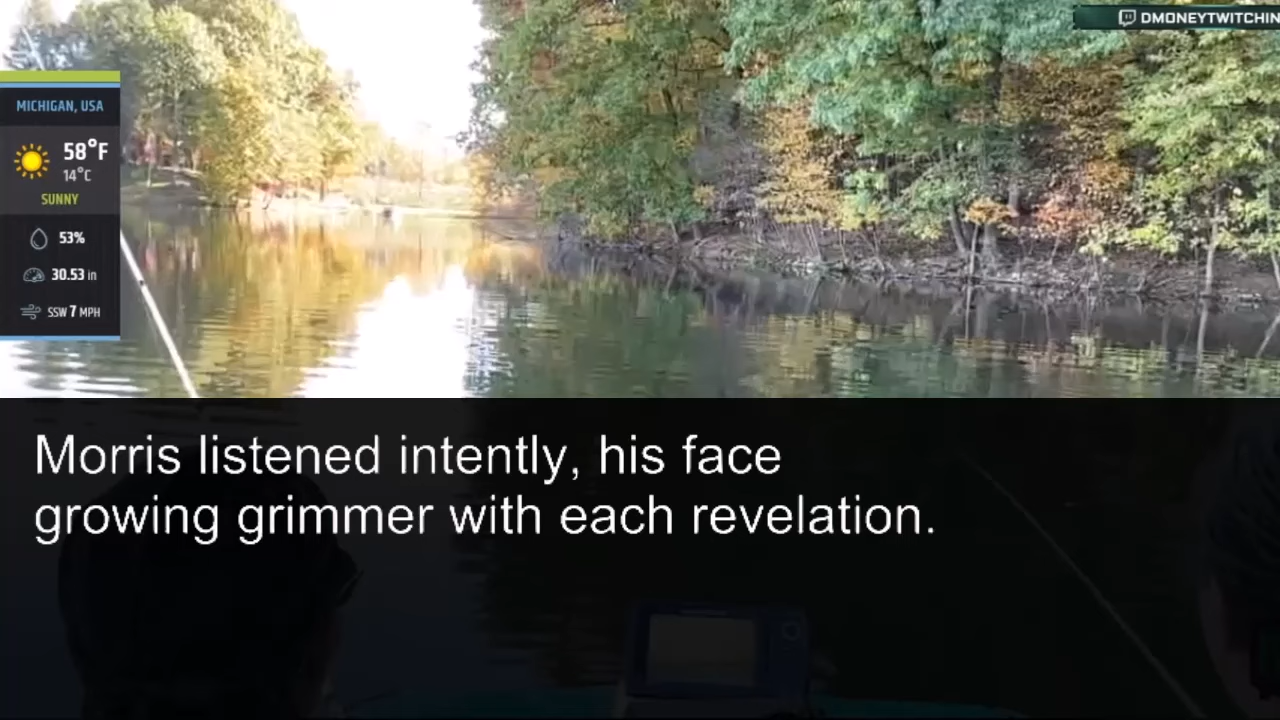 DMONEYTWITCHIN
MICHIGAN, USA
58°F
14°C
SUNNY
53%
30.53 in
SSW 7 MPH
Morris listened intently, his face
growing grimmer with each revelation.